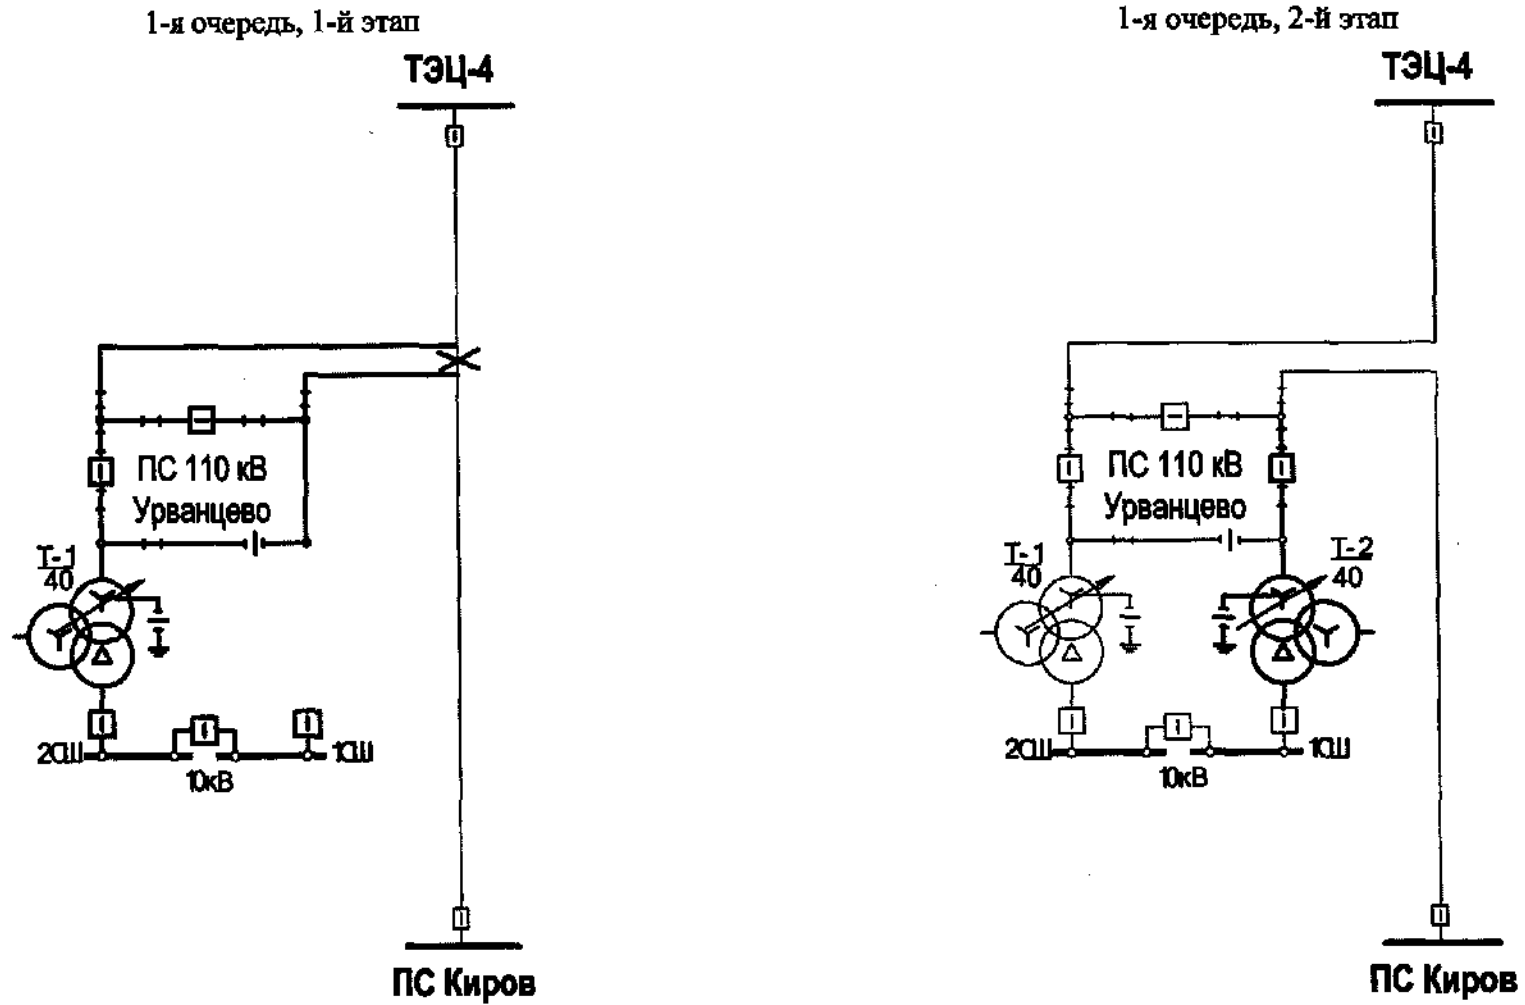 1-я очередь, 1-й этап
ТЭЦ-4
ПС 110 кВ
Урванцево
Т-1
40
2СШ
1СШ
10кВ
ПС Киров
1-я очередь, 2-й этап
ТЭЦ-4
ПС 110 кВ
Урванцево
Т-1
40
Т-2
40
2СШ
1СШ
10кВ
ПС Киров